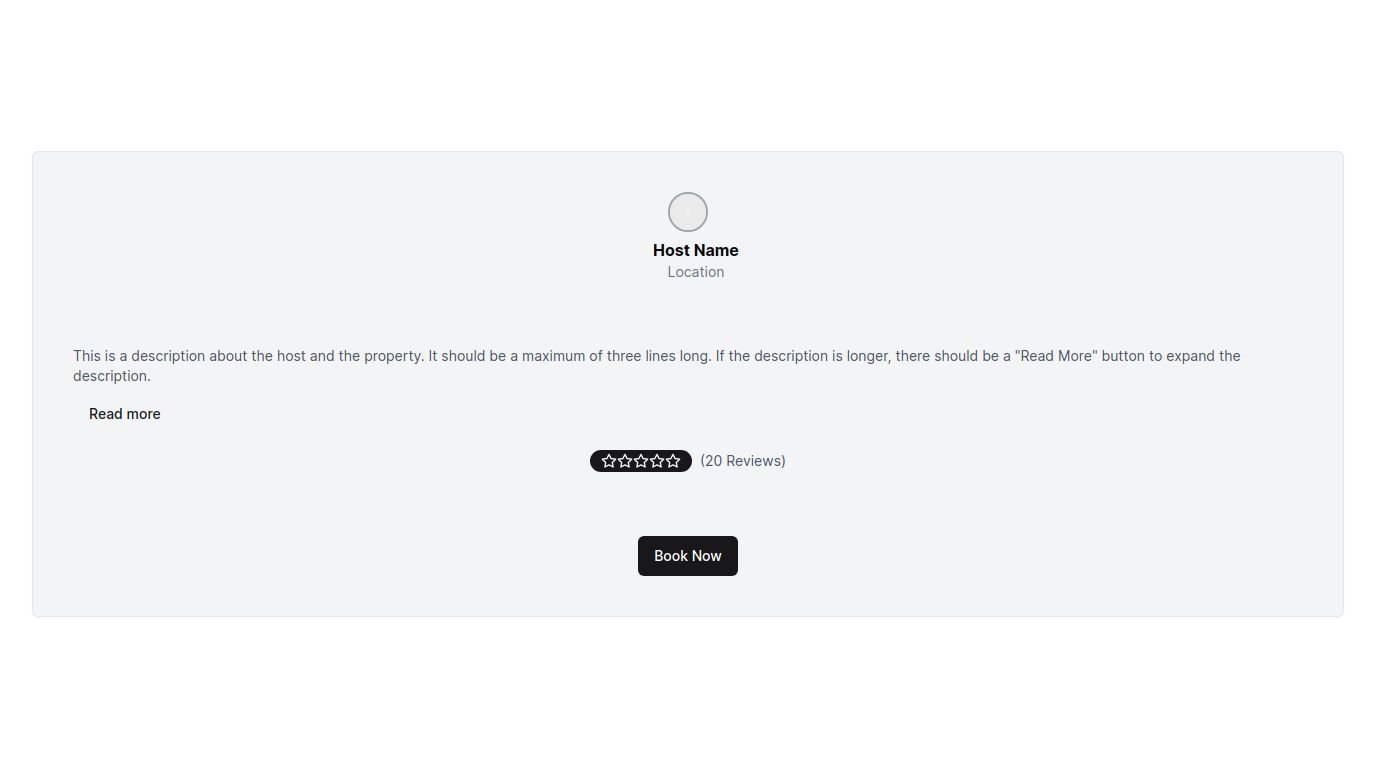 Host Name
Location
This is a description about the host and the property. It should be a maximum of three lines long. If the description is longer, there should be a "Read More" button to expand the
description.
Read more
(20 Reviews)
Book Now